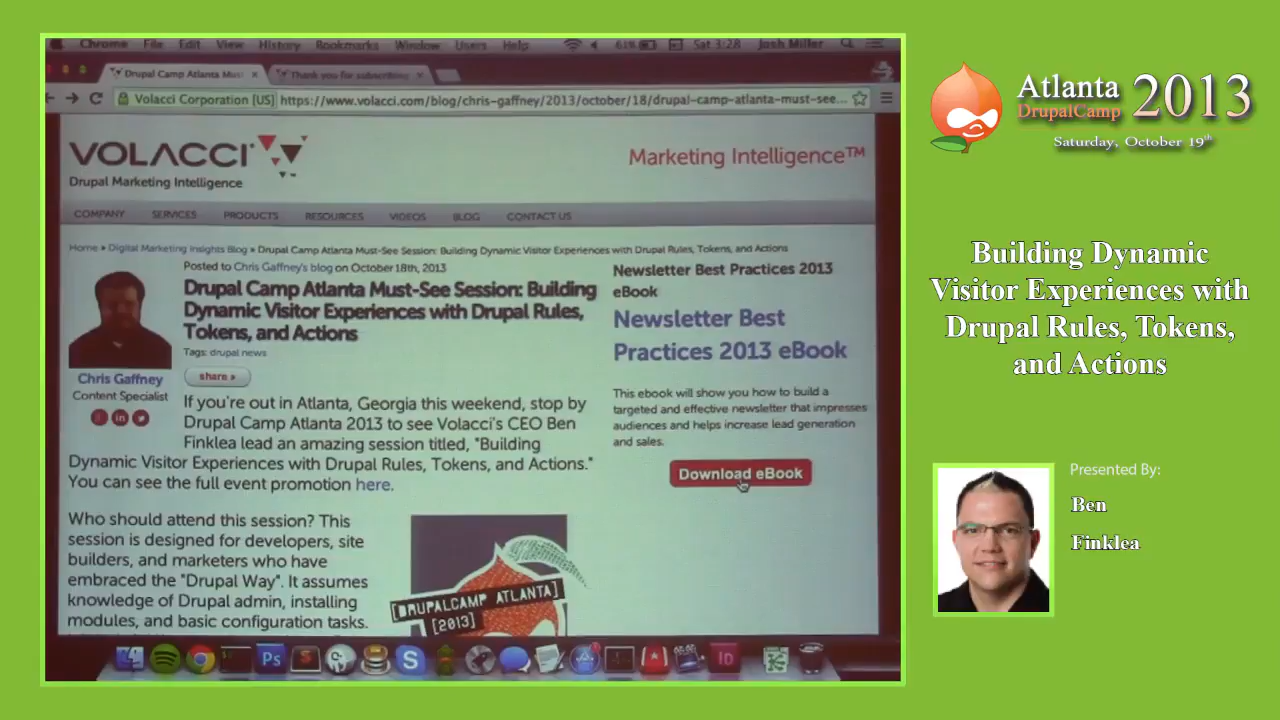 Chrome File Edit View History Bookmarks Window Users Help 61% Sat 3:28 Josh Miller
Drupal Camp Atlanta Must Thank you for subscribing
Volacci Corporation [US] https://www.volacci.com/blog/chris-gaffney/2013/october/18/drupal-camp-atlanta-must-see...
VOLACCI
Drupal Marketing Intelligence
Marketing Intelligence™
COMPANY SERVICES PRODUCTS RESOURCES VIDEOS BLOG CONTACT US
Home » Digital Marketing Insights Blog » Drupal Camp Atlanta Must-See Session: Building Dynamic Visitor Experiences with Drupal Rules, Tokens, and Actions
Posted to Chris Gaffney's blog on October 18th, 2013
Drupal Camp Atlanta Must-See Session: Building
Dynamic Visitor Experiences with Drupal Rules,
Tokens, and Actions
Tags: drupal news
share »
Chris Gaffney
Content Specialist
If you're out in Atlanta, Georgia this weekend, stop by
Drupal Camp Atlanta 2013 to see Volacci's CEO Ben
Finklea lead an amazing session titled, "Building
Dynamic Visitor Experiences with Drupal Rules, Tokens, and Actions."
You can see the full event promotion here.
Who should attend this session? This
session is designed for developers, site
builders, and marketers who have
embraced the "Drupal Way". It assumes
knowledge of Drupal admin, installing
modules, and basic configuration tasks.
[DRUPALCAMP ATLANTA]
[2013]
Newsletter Best Practices 2013
eBook
Newsletter Best
Practices 2013 eBook
This ebook will show you how to build a
targeted and effective newsletter that impresses
audiences and helps increase lead generation
and sales.
Download eBook
Ps
S
S
Id
Atlanta
DrupalCamp
2013
Saturday, October 19th
Building Dynamic
Visitor Experiences with
Drupal Rules, Tokens,
and Actions
Presented By:
Ben
Finklea